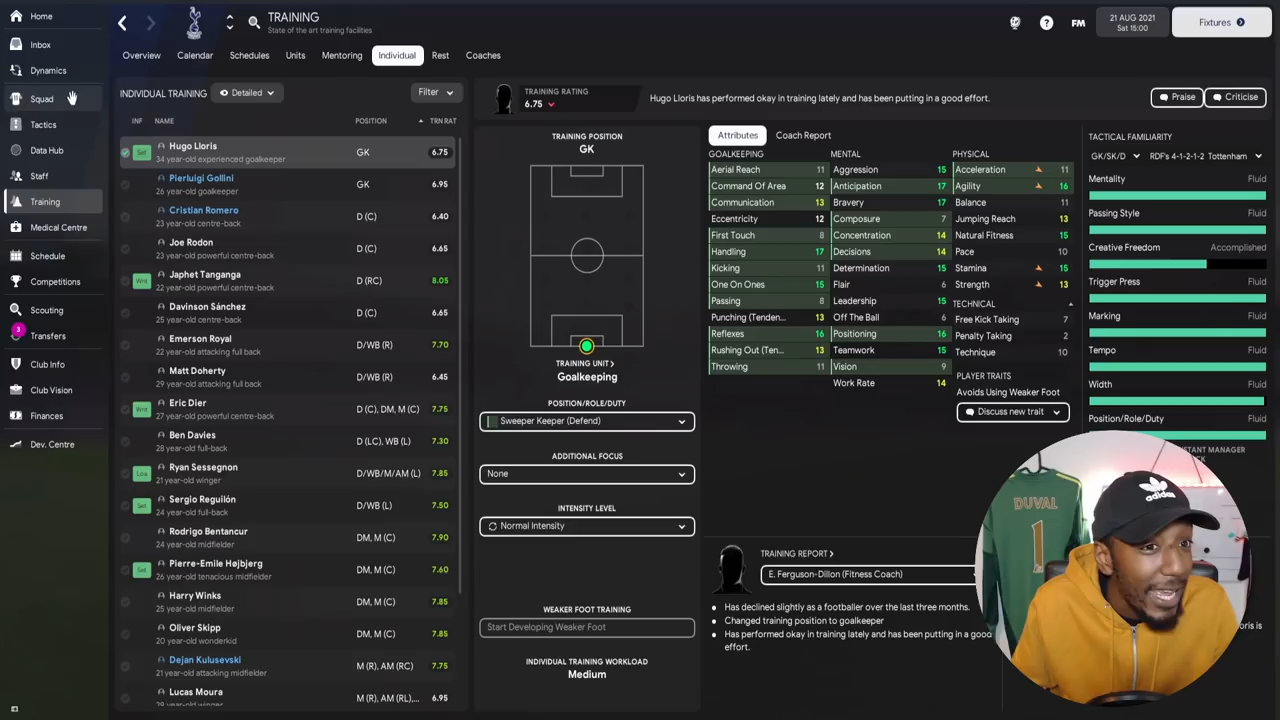 Home
Inbox
Dynamics
Squad
Tactics
Data Hub
Staff
Training
Medical Centre
Schedule
Competitions
Scouting
3
Transfers
Club Info
Club Vision
Finances
Dev. Centre
TRAINING
State of the art training facilities
?
FM
21 AUG 2021
Sat 15:00
Fixtures
Overview
Calendar
Schedules
Units
Mentoring
Individual
Rest
Coaches
INDIVIDUAL TRAINING
Detailed
Filter
INF NAME POSITION TRN RAT
Set Hugo Lloris GK 6.75
34 year-old experienced goalkeeper
Pierluigi Gollini GK 6.95
26 year-old goalkeeper
Cristian Romero D (C) 6.40
23 year-old centre-back
Joe Rodon D (C) 6.65
23 year-old powerful centre-back
Wnt Japhet Tanganga D (RC) 8.05
22 year-old powerful centre-back
Davinson Sánchez D (C) 6.65
25 year-old centre-back
Emerson Royal D/WB (R) 7.70
22 year-old attacking full back
Matt Doherty D/WB (R) 6.45
29 year-old attacking full back
Wnt Eric Dier D (C), DM, M (C) 7.75
27 year-old powerful centre-back
Ben Davies D (LC), WB (L) 7.30
28 year-old full-back
Loa Ryan Sessegnon D/WB/M/AM (L) 7.85
21 year-old winger
Set Sergio Reguilón D/WB (L) 7.50
24 year-old full-back
Rodrigo Bentancur DM, M (C) 7.90
24 year-old midfielder
Set Pierre-Emile Højbjerg DM, M (C) 7.60
26 year-old tenacious midfielder
Harry Winks DM, M (C) 7.85
25 year-old midfielder
Oliver Skipp DM, M (C) 7.85
20 year-old wonderkid
Dejan Kulusevski M (R), AM (RC) 7.75
21 year-old attacking midfielder
Lucas Moura M (R), AM (RL),... 6.95
TRAINING RATING
6.75
Hugo Lloris has performed okay in training lately and has been putting in a good effort.
Praise
Criticise
TRAINING POSITION
GK
TRAINING UNIT
Goalkeeping
POSITION/ROLE/DUTY
Sweeper Keeper (Defend)
ADDITIONAL FOCUS
None
INTENSITY LEVEL
Normal Intensity
WEAKER FOOT TRAINING
Start Developing Weaker Foot
INDIVIDUAL TRAINING WORKLOAD
Medium
Attributes
Coach Report
GOALKEEPING
Aerial Reach 11
Command Of Area 12
Communication 13
Eccentricity 12
First Touch 8
Handling 17
Kicking 11
One On Ones 15
Passing 8
Punching (Tenden... 13
Reflexes 16
Rushing Out (Ten... 13
Throwing 11
MENTAL
Aggression 15
Anticipation 17
Bravery 17
Composure 7
Concentration 14
Decisions 14
Determination 15
Flair 6
Leadership 15
Off The Ball 6
Positioning 16
Teamwork 15
Vision 9
Work Rate 14
PHYSICAL
Acceleration 11
Agility 16
Balance 11
Jumping Reach 13
Natural Fitness 15
Pace 10
Stamina 15
Strength 13
TECHNICAL
Free Kick Taking 7
Penalty Taking 2
Technique 10
PLAYER TRAITS
Avoids Using Weaker Foot
Discuss new trait
TACTICAL FAMILIARITY
GK/SK/D
RDF's 4-1-2-1-2 Tottenham
Mentality Fluid
Passing Style Fluid
Creative Freedom Accomplished
Trigger Press Fluid
Marking Fluid
Tempo Fluid
Width Fluid
Position/Role/Duty Fluid
TRAINING REPORT
E. Ferguson-Dillon (Fitness Coach)
Has declined slightly as a footballer over the last three months.
Changed training position to goalkeeper
Has performed okay in training lately and has been putting in a good
effort.
STANT MANAGER
DUVAL
1
adidas